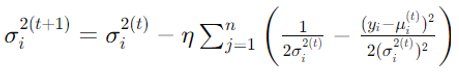 σ_i^{2(t+1)} = σ_i^{2(t)} − η ∑_{j=1}^{n} ( 1 / (2σ_i^{2(t)}) − (y_i − μ_i^{(t)})² / (2(σ_i^{2(t)})²) )